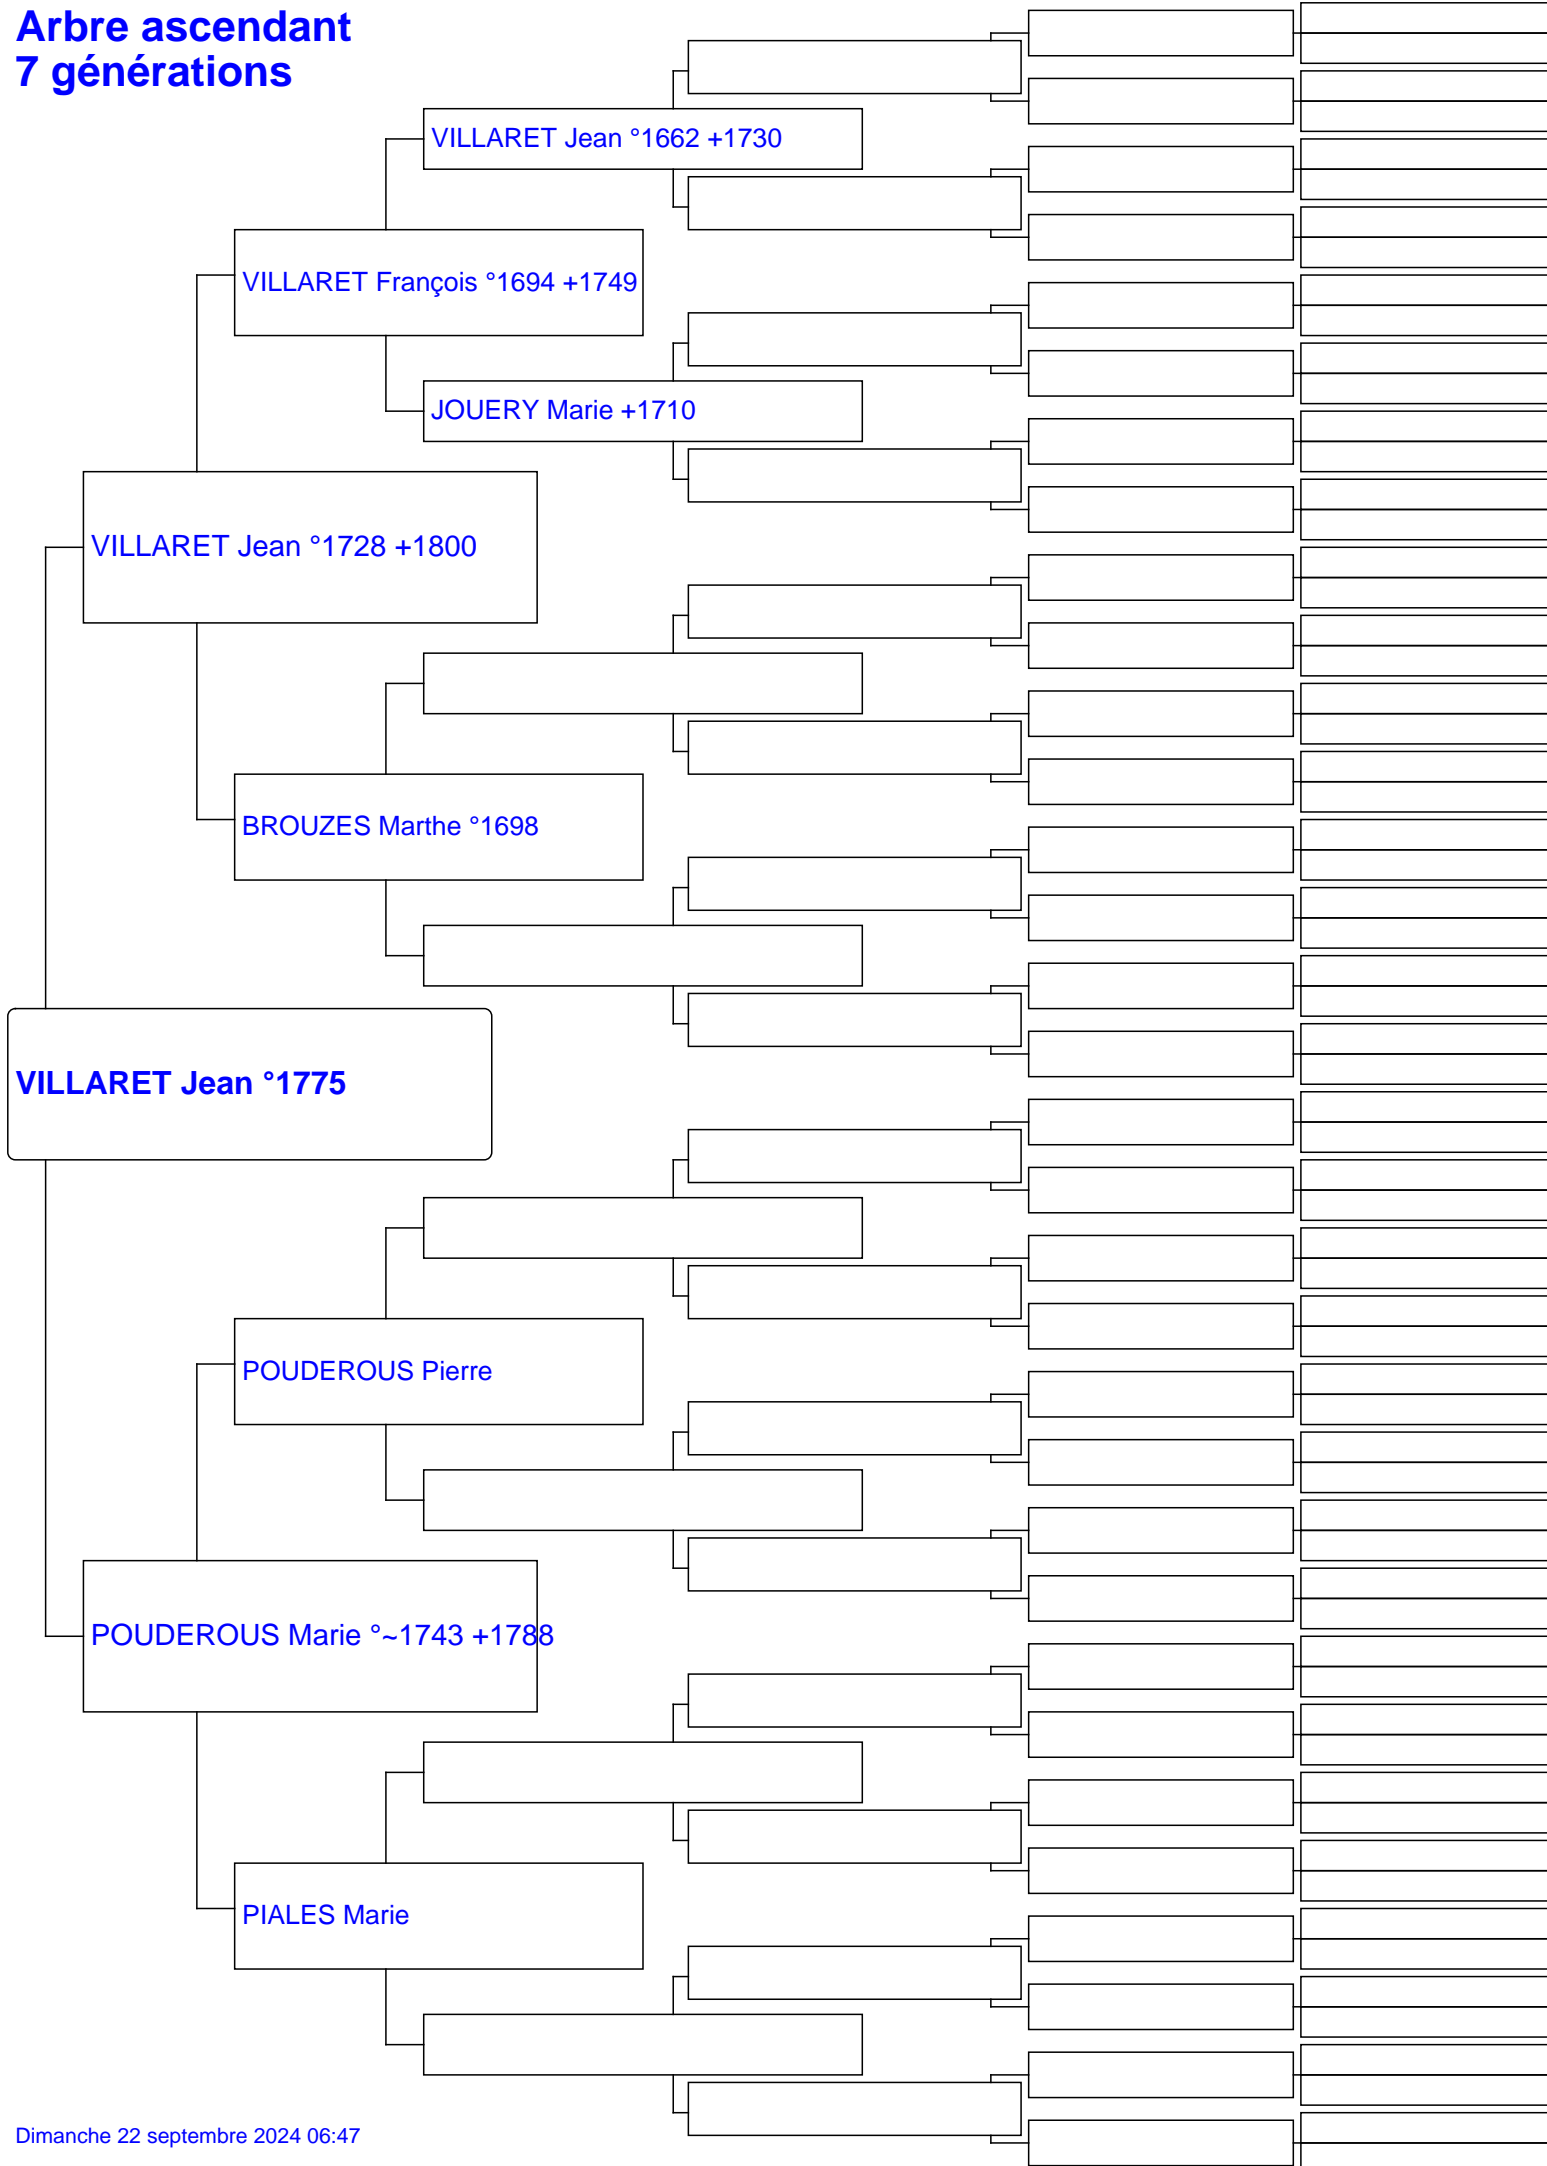 Arbre ascendant
7 générations
VILLARET Jean °1662 +1730
VILLARET François °1694 +1749
JOUERY Marie +1710
VILLARET Jean °1728 +1800
BROUZES Marthe °1698
VILLARET Jean °1775
POUDEROUS Pierre
POUDEROUS Marie °~1743 +1788
PIALES Marie
Dimanche 22 septembre 2024 06:47